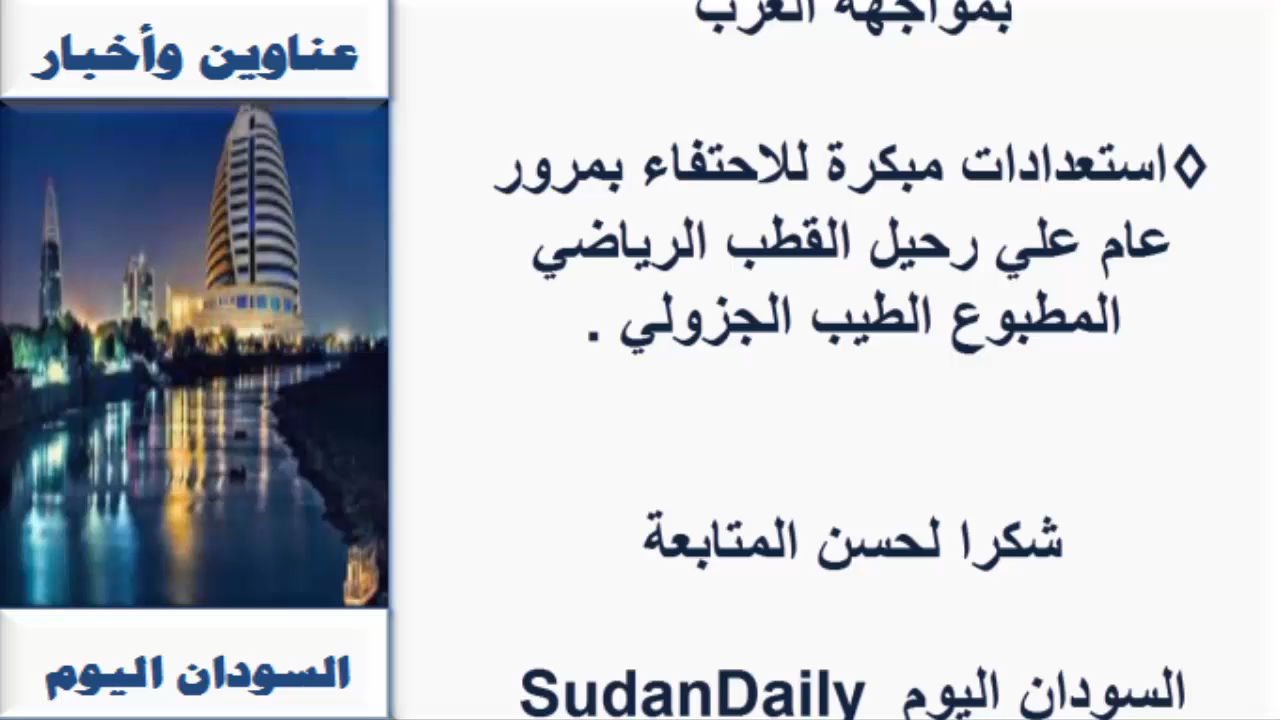 عناوين وأخبار
بمواجهة العرب
◊استعدادات مبكرة للاحتفاء بمرور
عام علي رحيل القطب الرياضي
المطبوع الطيب الجزولي .
شكرا لحسن المتابعة
السودان اليوم SudanDaily
السودان اليوم